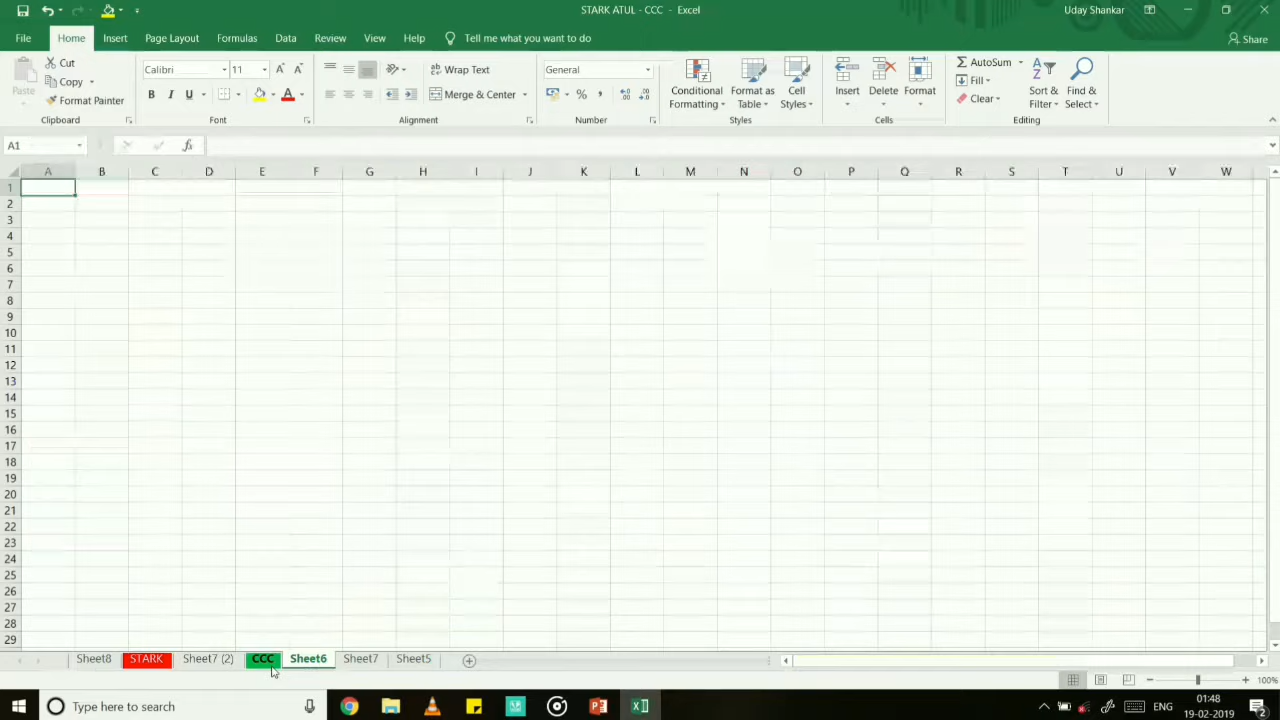 STARK ATUL - CCC - Excel
Uday Shankar
File Home Insert Page Layout Formulas Data Review View Help Tell me what you want to do Share
Cut
Copy
Format Painter
Paste
Clipboard
Calibri 11
B I U
Font
Wrap Text
Merge & Center
Alignment
General
% ,
Number
Conditional Formatting
Format as Table
Cell Styles
Styles
Insert Delete Format
Cells
AutoSum
Fill
Clear
Sort & Filter
Find & Select
Editing
A1 fx
A B C D E F G H I J K L M N O P Q R S T U V W
1
2
3
4
5
6
7
8
9
10
11
12
13
14
15
16
17
18
19
20
21
22
23
24
25
26
27
28
29
Sheet8 STARK Sheet7 (2) CCC Sheet6 Sheet7 Sheet5
100%
Type here to search
ENG
01:48
19-02-2019
2